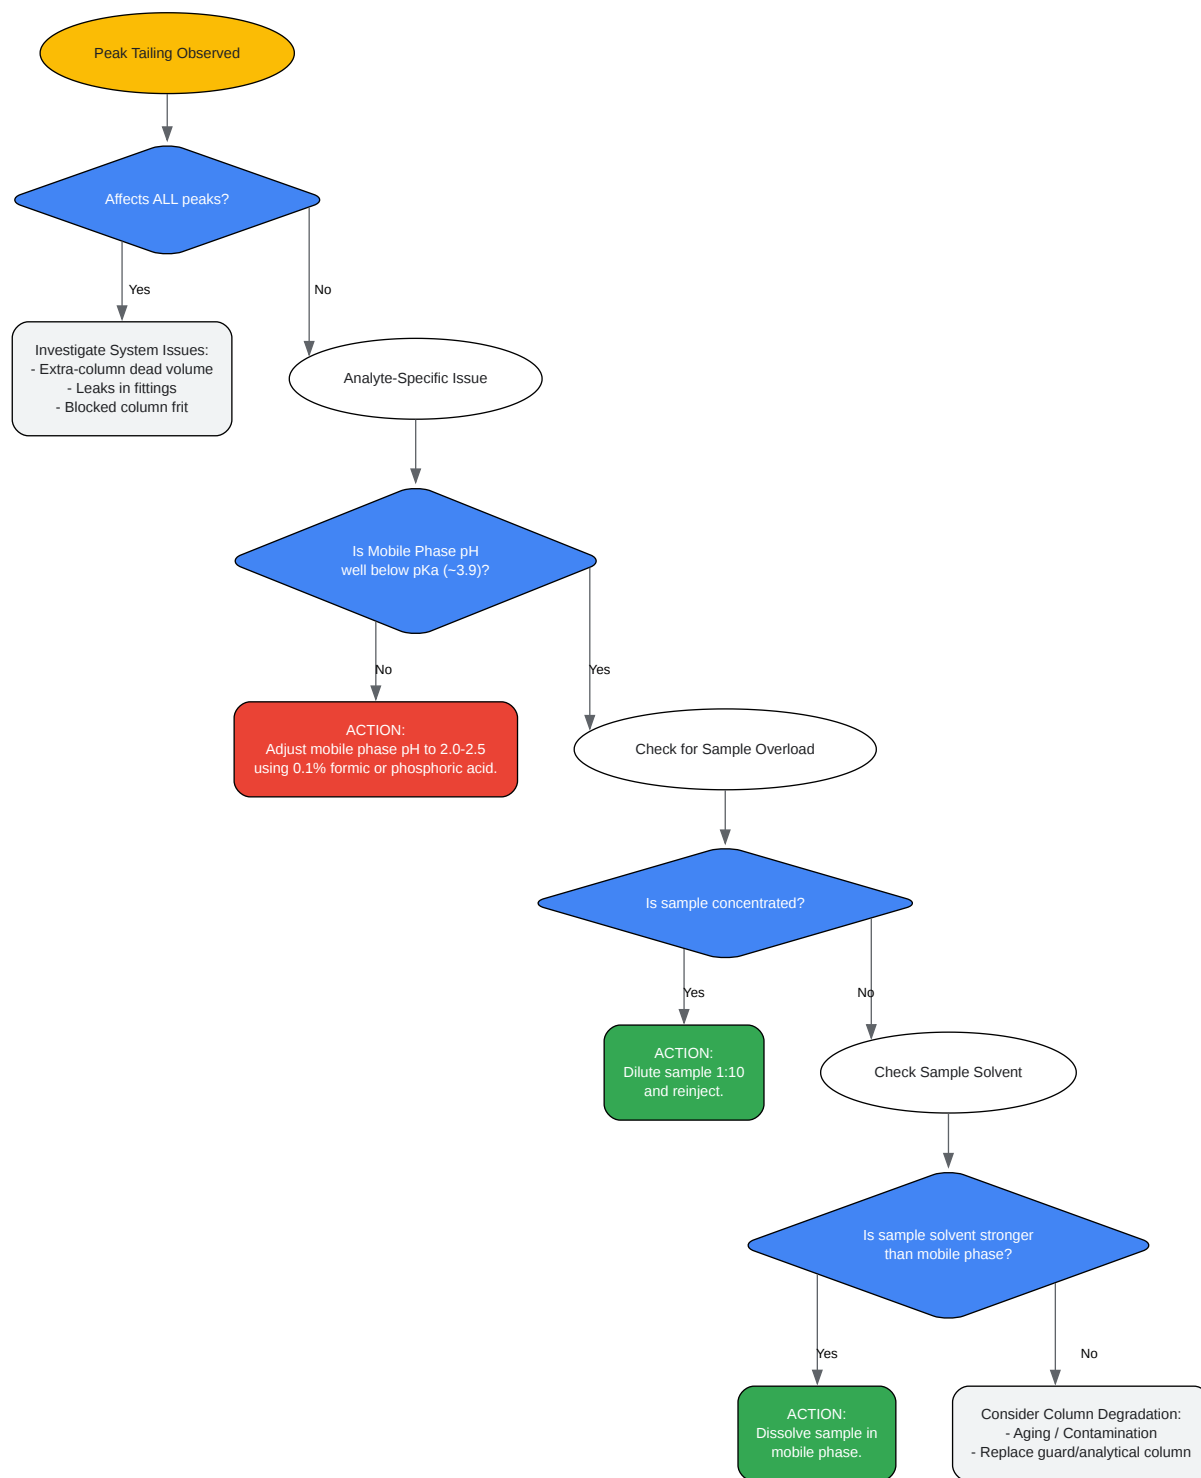 Peak Tailing Observed
Affects ALL peaks?
Yes
No
Investigate System Issues:
- Extra-column dead volume
- Leaks in fittings
- Blocked column frit
Analyte-Specific Issue
Is Mobile Phase pH
well below pKa (~3.9)?
No
Yes
ACTION:
Adjust mobile phase pH to 2.0-2.5
using 0.1% formic or phosphoric acid.
Check for Sample Overload
Is sample concentrated?
Yes
No
ACTION:
Dilute sample 1:10
and reinject.
Check Sample Solvent
Is sample solvent stronger
than mobile phase?
Yes
No
ACTION:
Dissolve sample in
mobile phase.
Consider Column Degradation:
- Aging / Contamination
- Replace guard/analytical column